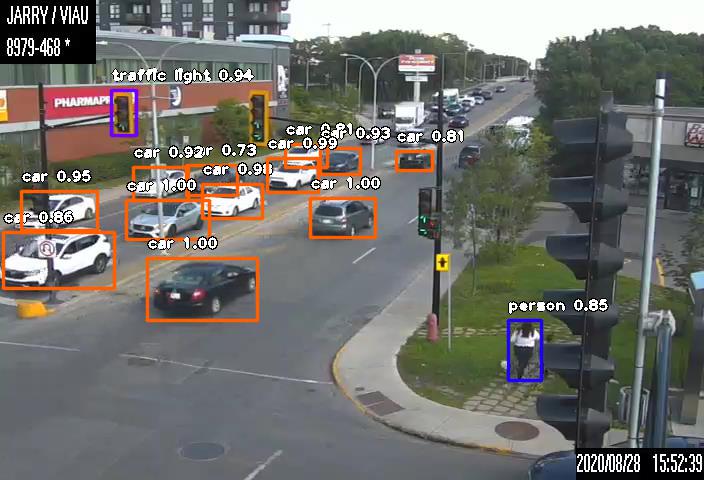 JARRY / VIAU
8979-468 *
traffic light 0.94
PHARMAPR
car 0.93
car 0.81
car 0.99
car 0.92
car 0.73
car 0.98
car 1.00
car 1.00
car 0.95
car 0.86
car 1.00
person 0.85
2020/08/28 15:52:39